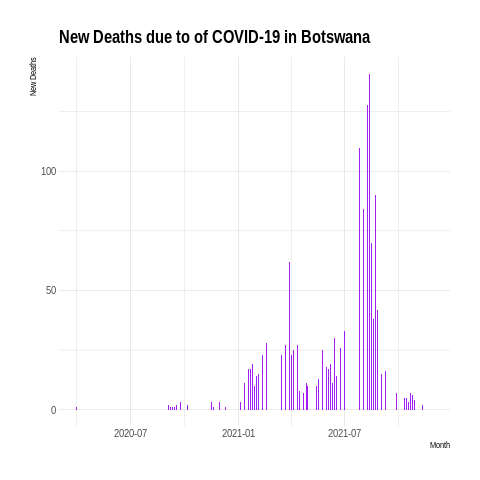 New Deaths due to of COVID-19 in Botswana
New Deaths
100
50
0
2020-07
2021-01
2021-07
Month